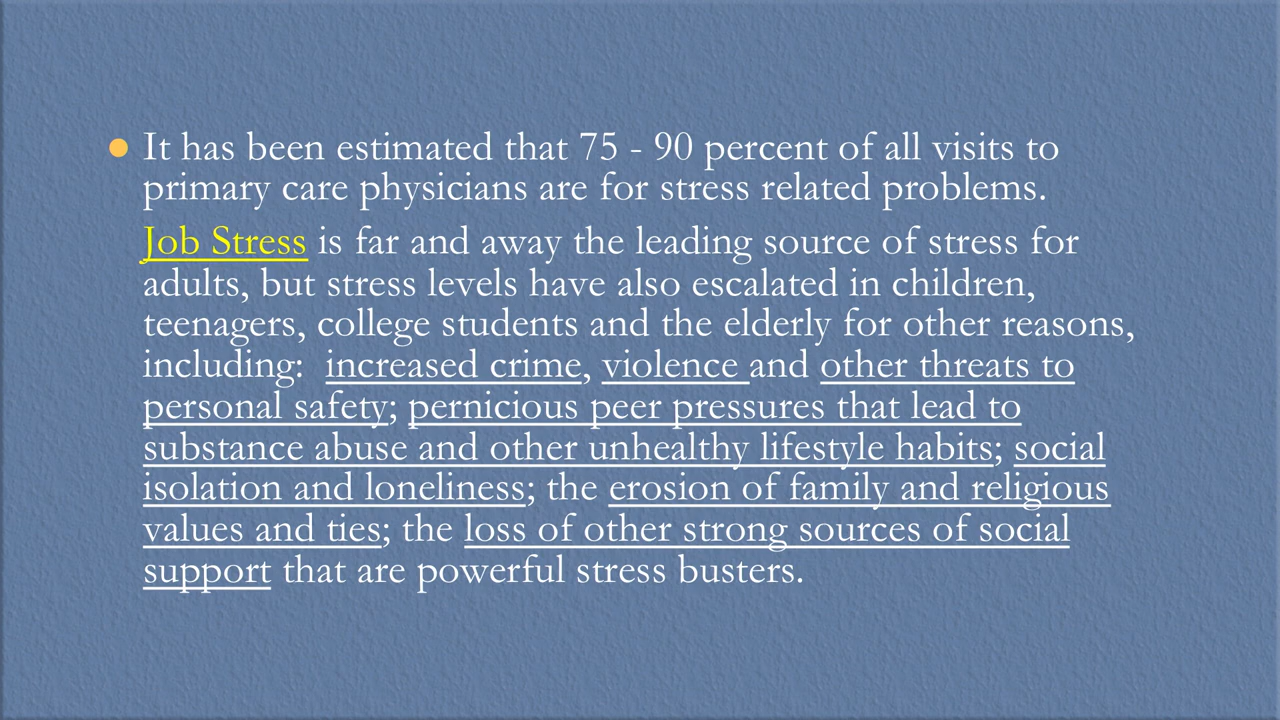 It has been estimated that 75 - 90 percent of all visits to
primary care physicians are for stress related problems.
Job Stress is far and away the leading source of stress for
adults, but stress levels have also escalated in children,
teenagers, college students and the elderly for other reasons,
including:  increased crime, violence and other threats to
personal safety; pernicious peer pressures that lead to
substance abuse and other unhealthy lifestyle habits; social
isolation and loneliness; the erosion of family and religious
values and ties; the loss of other strong sources of social
support that are powerful stress busters.